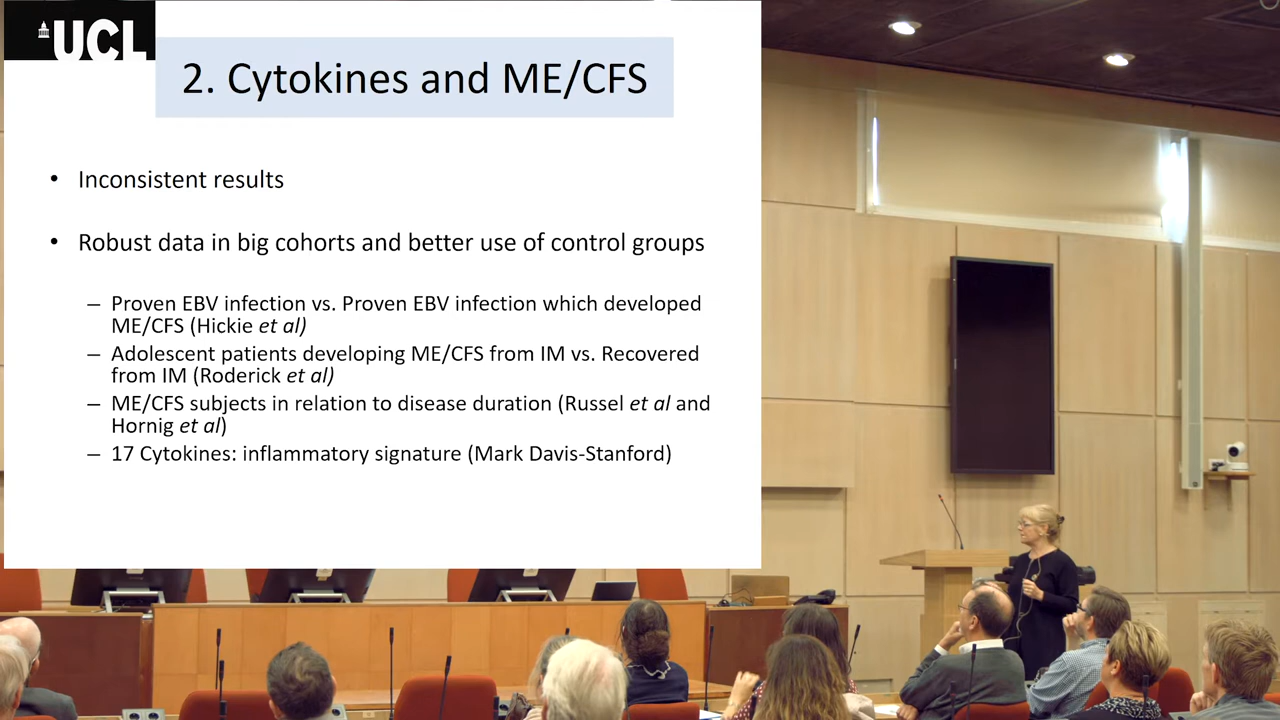 UCL
2. Cytokines and ME/CFS
• Inconsistent results
• Robust data in big cohorts and better use of control groups
– Proven EBV infection vs. Proven EBV infection which developed
ME/CFS (Hickie et al)
– Adolescent patients developing ME/CFS from IM vs. Recovered
from IM (Roderick et al)
– ME/CFS subjects in relation to disease duration (Russel et al and
Hornig et al)
– 17 Cytokines: inflammatory signature (Mark Davis-Stanford)